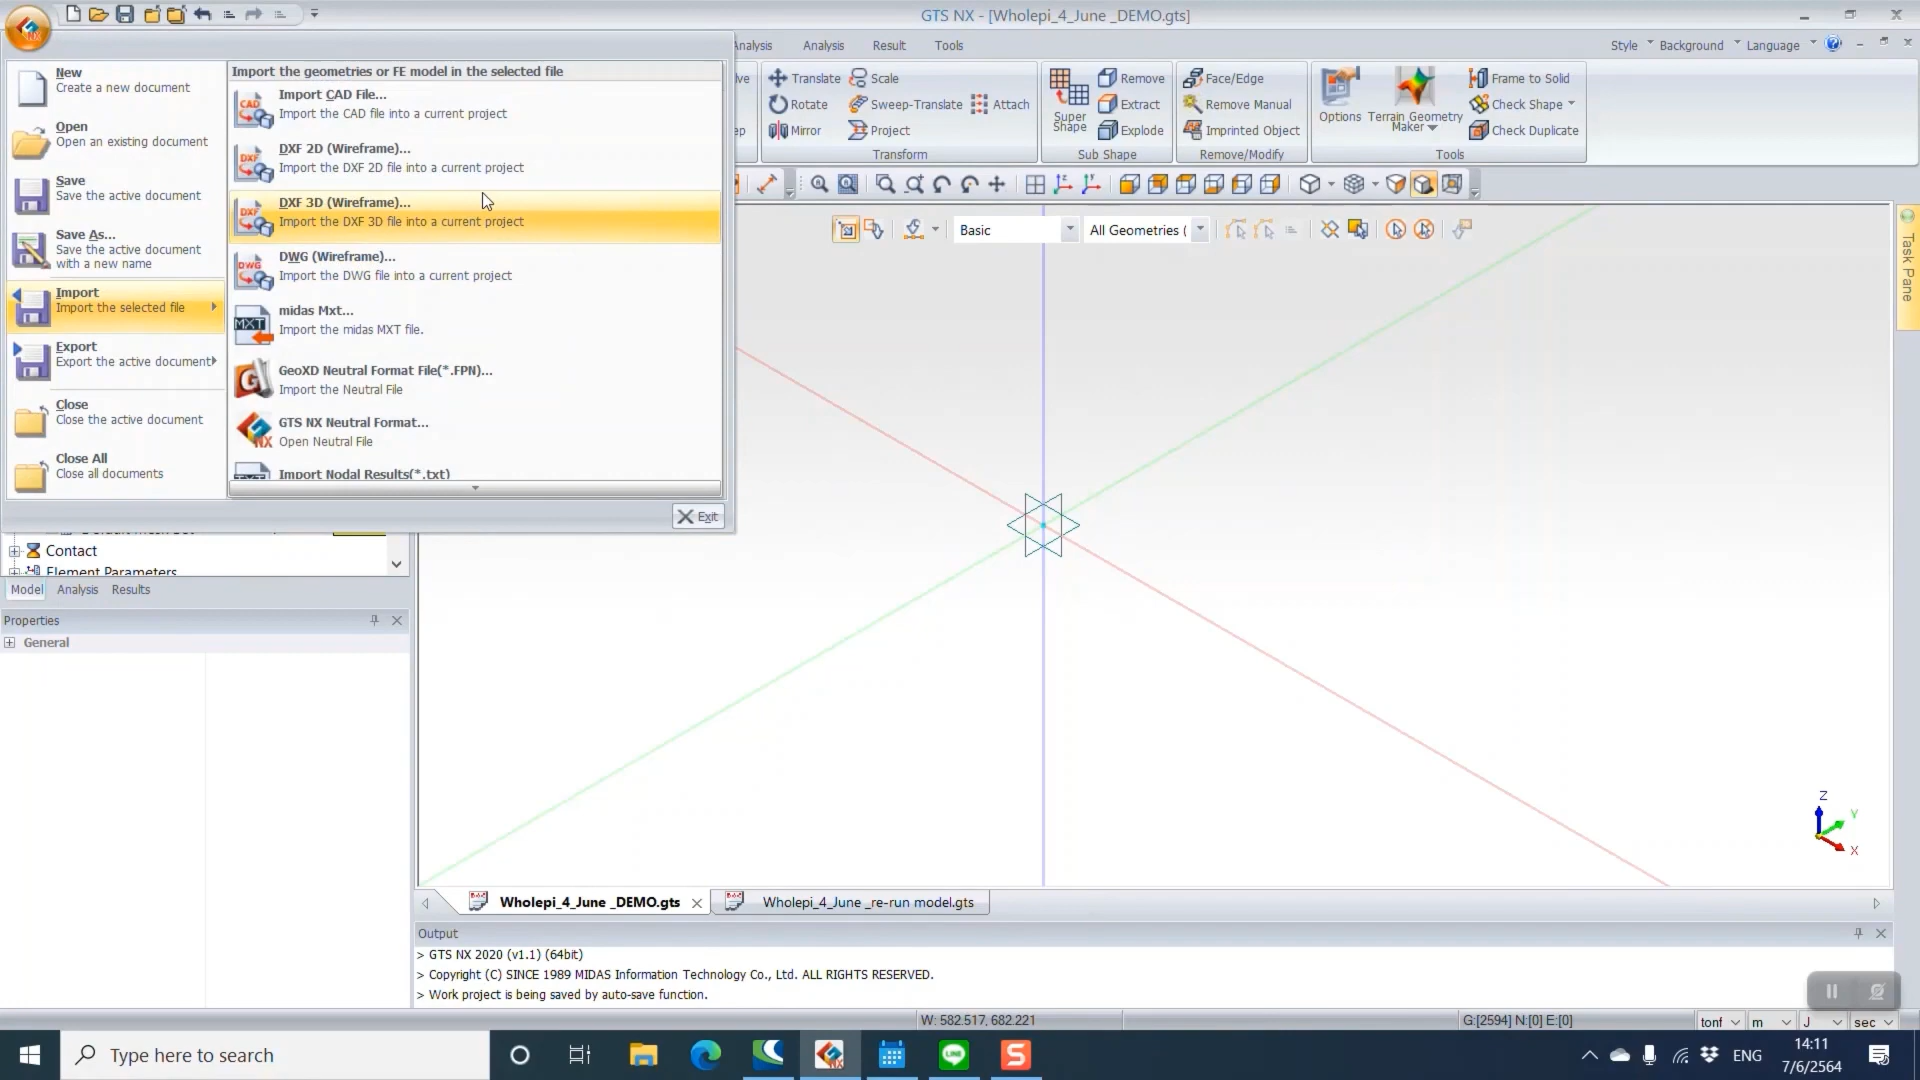 GTS NX - [Wholepi_4_June _DEMO.gts]
Analysis
Result
Tools
Style
Background
Language
New
Create a new document
Open
Open an existing document
Save
Save the active document
Save As...
Save the active document
with a new name
Import
Import the selected file
Export
Export the active document
Close
Close the active document
Close All
Close all documents
Import the geometries or FE model in the selected file
Import CAD File...
Import the CAD file into a current project
DXF 2D (Wireframe)...
Import the DXF 2D file into a current project
DXF 3D (Wireframe)...
Import the DXF 3D file into a current project
DWG (Wireframe)...
Import the DWG file into a current project
midas Mxt...
Import the midas MXT file.
GeoXD Neutral Format File(*.FPN)...
Import the Neutral File
GTS NX Neutral Format...
Open Neutral File
Import Nodal Results(*.txt)
Exit
Translate
Scale
Rotate
Sweep-Translate
Attach
Mirror
Project
Transform
Super
Shape
Remove
Extract
Explode
Sub Shape
Face/Edge
Remove Manual
Imprinted Object
Remove/Modify
Options
Terrain Geometry
Maker
Frame to Solid
Check Shape
Check Duplicate
Tools
Basic
All Geometries (
Task Pane
Contact
Element Parameters
Model
Analysis
Results
Properties
General
Z
Y
X
Wholepi_4_June _DEMO.gts
Wholepi_4_June _re-run model.gts
Output
> GTS NX 2020 (v1.1) (64bit)
> Copyright (C) SINCE 1989 MIDAS Information Technology Co., Ltd. ALL RIGHTS RESERVED.
> Work project is being saved by auto-save function.
W: 582.517, 682.221
G:[2594] N:[0] E:[0]
tonf
m
J
sec
Type here to search
ENG
14:11
7/6/2564